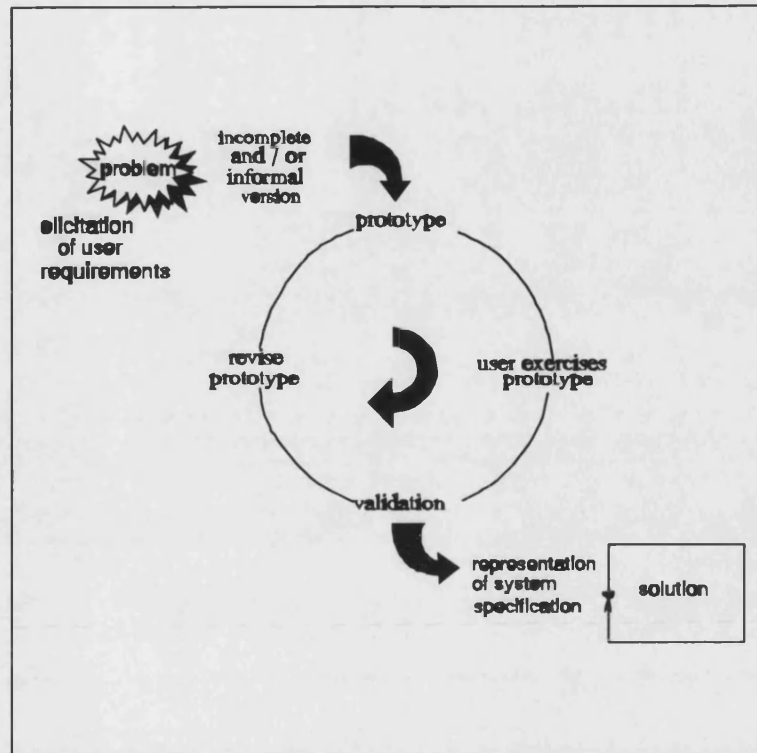 problem
incomplete
and / or
informal
version
elicitation
of user
requirements
prototype
revise
prototype
user exercises
prototype
validation
representation
of system
specification
solution